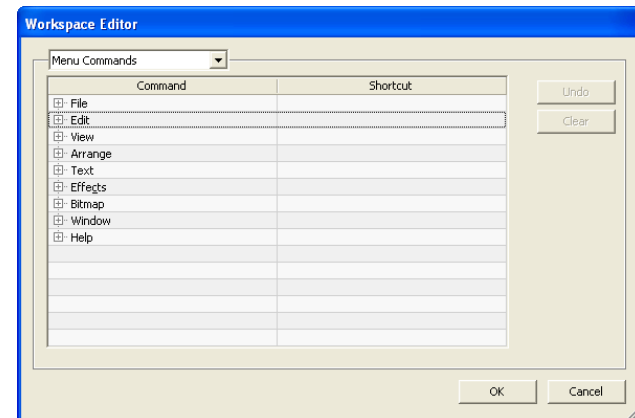 Workspace Editor
Menu Commands
Command Shortcut
File
Edit
View
Arrange
Text
Effects
Bitmap
Window
Help
Undo
Clear
OK Cancel